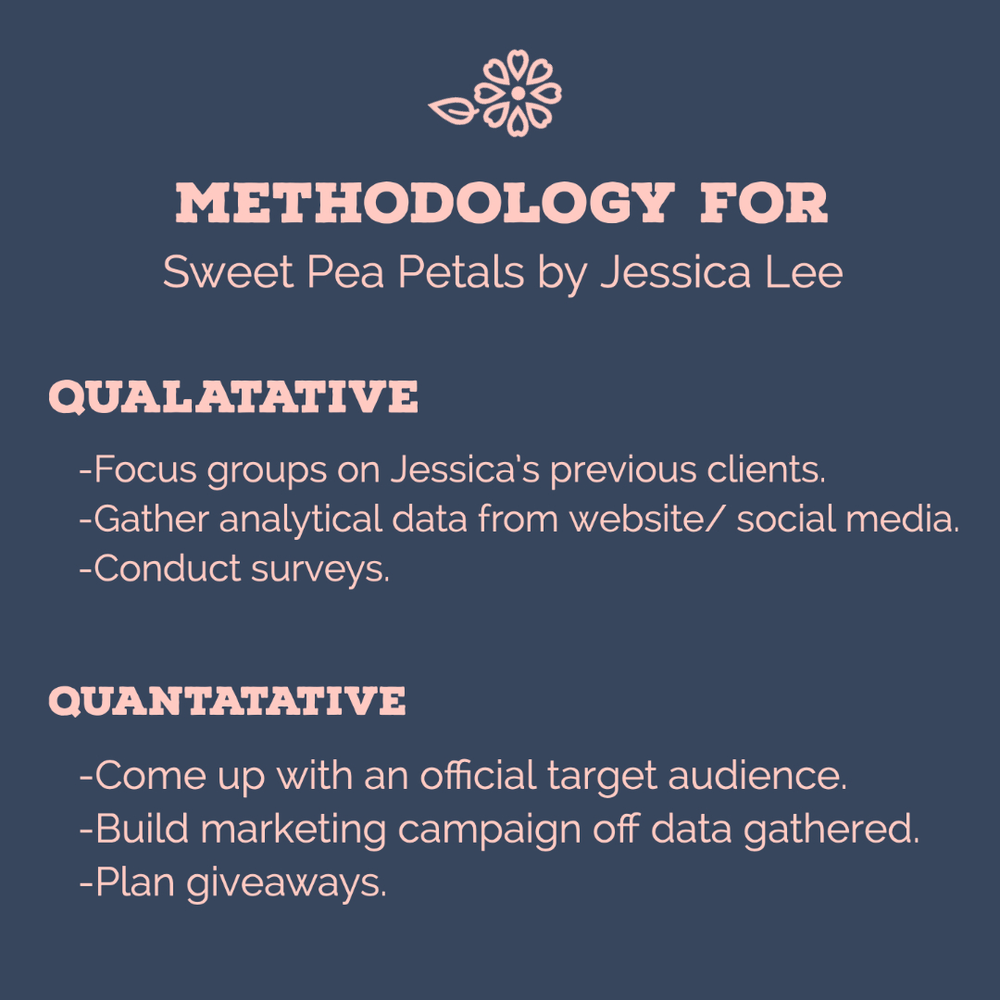 METHODOLOGY FOR
Sweet Pea Petals by Jessica Lee
QUALATATIVE
-Focus groups on Jessica's previous clients.
-Gather analytical data from website/ social media.
-Conduct surveys.
QUANTATATIVE
-Come up with an official target audience.
-Build marketing campaign off data gathered.
-Plan giveaways.